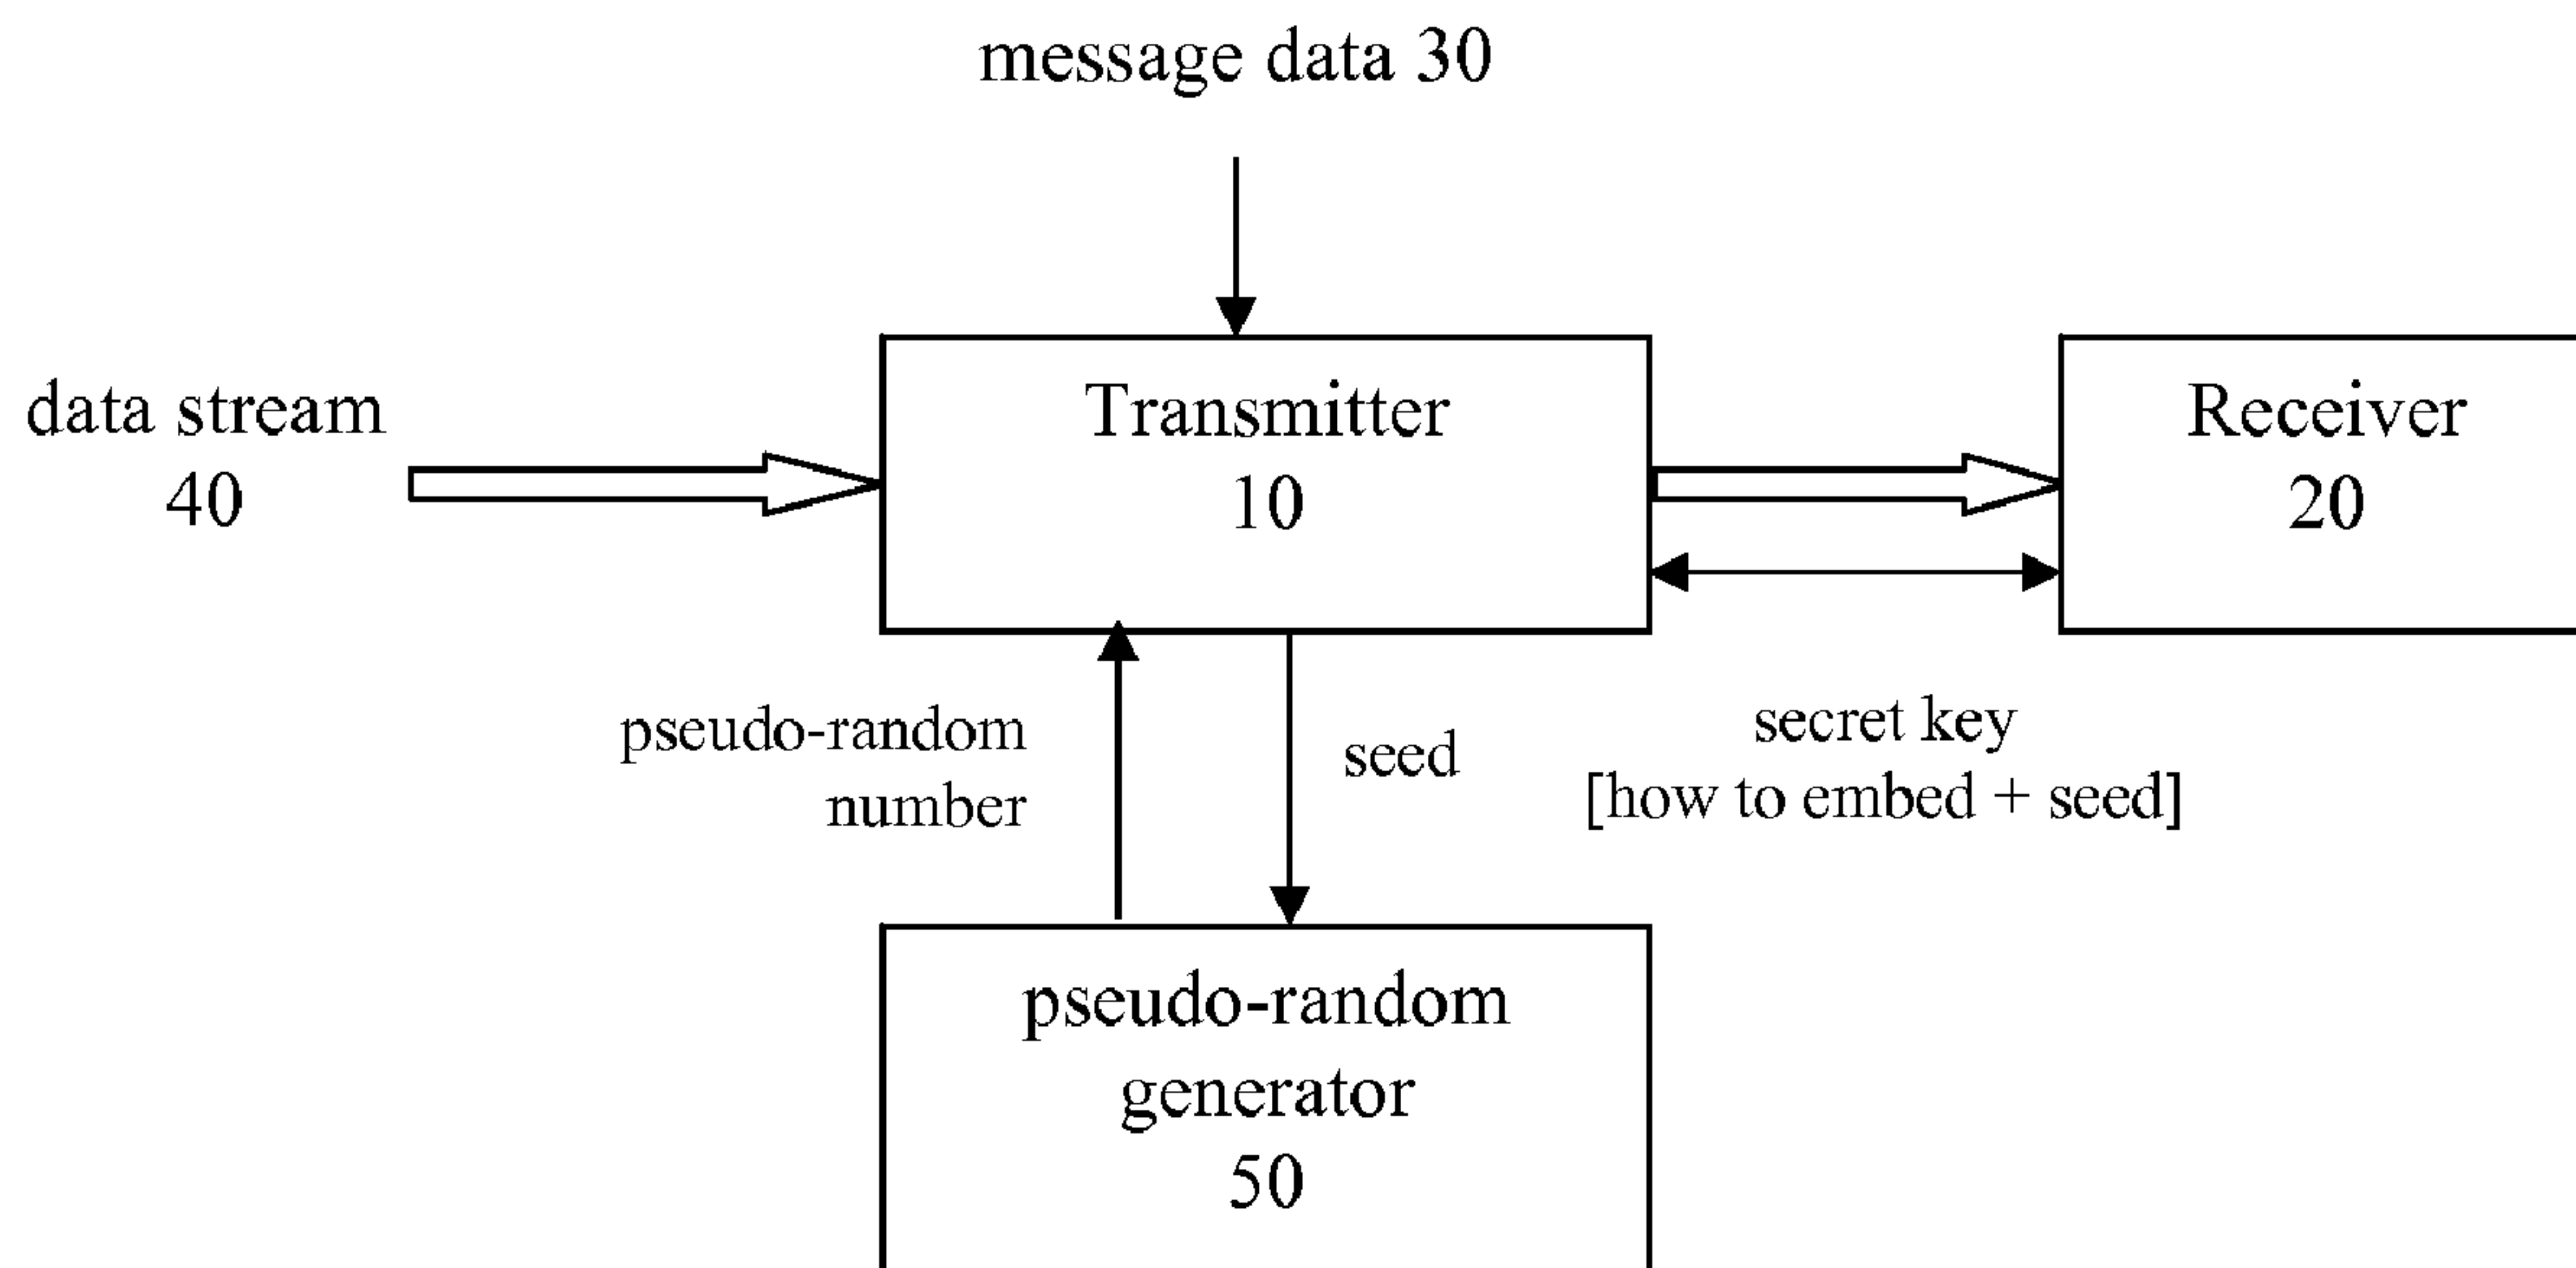 message data 30
data stream
40
Transmitter
10
Receiver
20
pseudo-random
number
seed
secret key
[how to embed + seed]
pseudo-random
generator
50